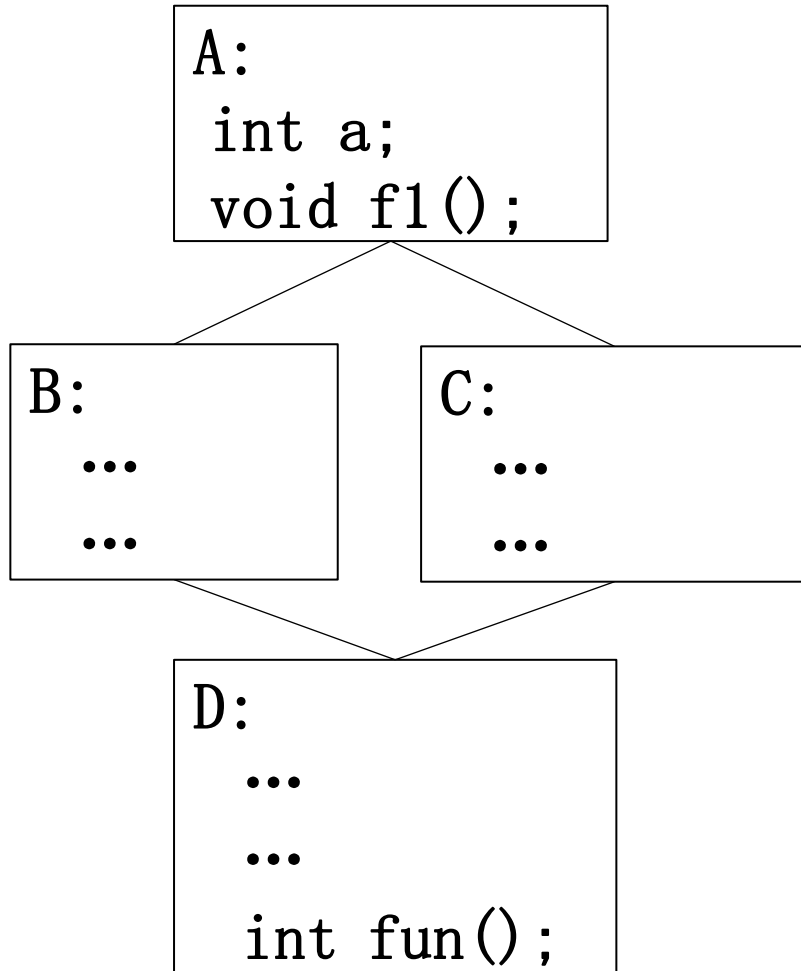 A:
int a;
void f1();
B:
…
…
C:
…
…
D:
…
…
int fun();